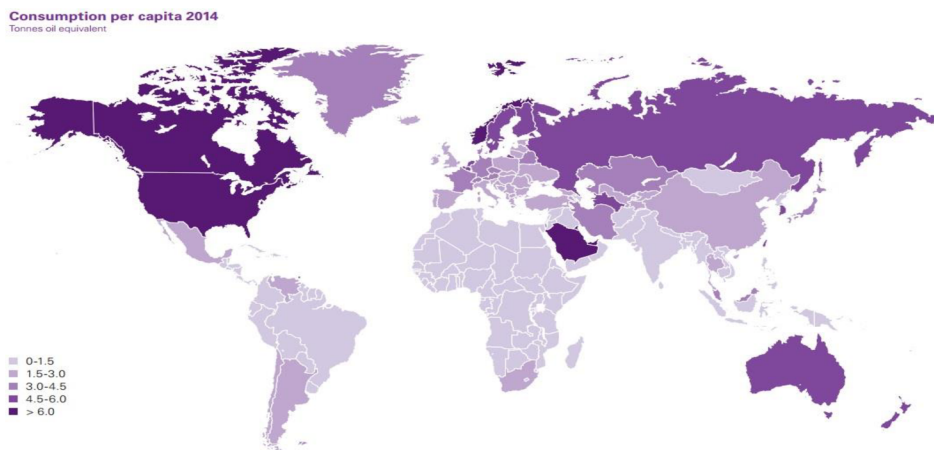 Consumption per capita 2014
Tonnes oil equivalent
0-1.5
1.5-3.0
3.0-4.5
4.5-6.0
> 6.0